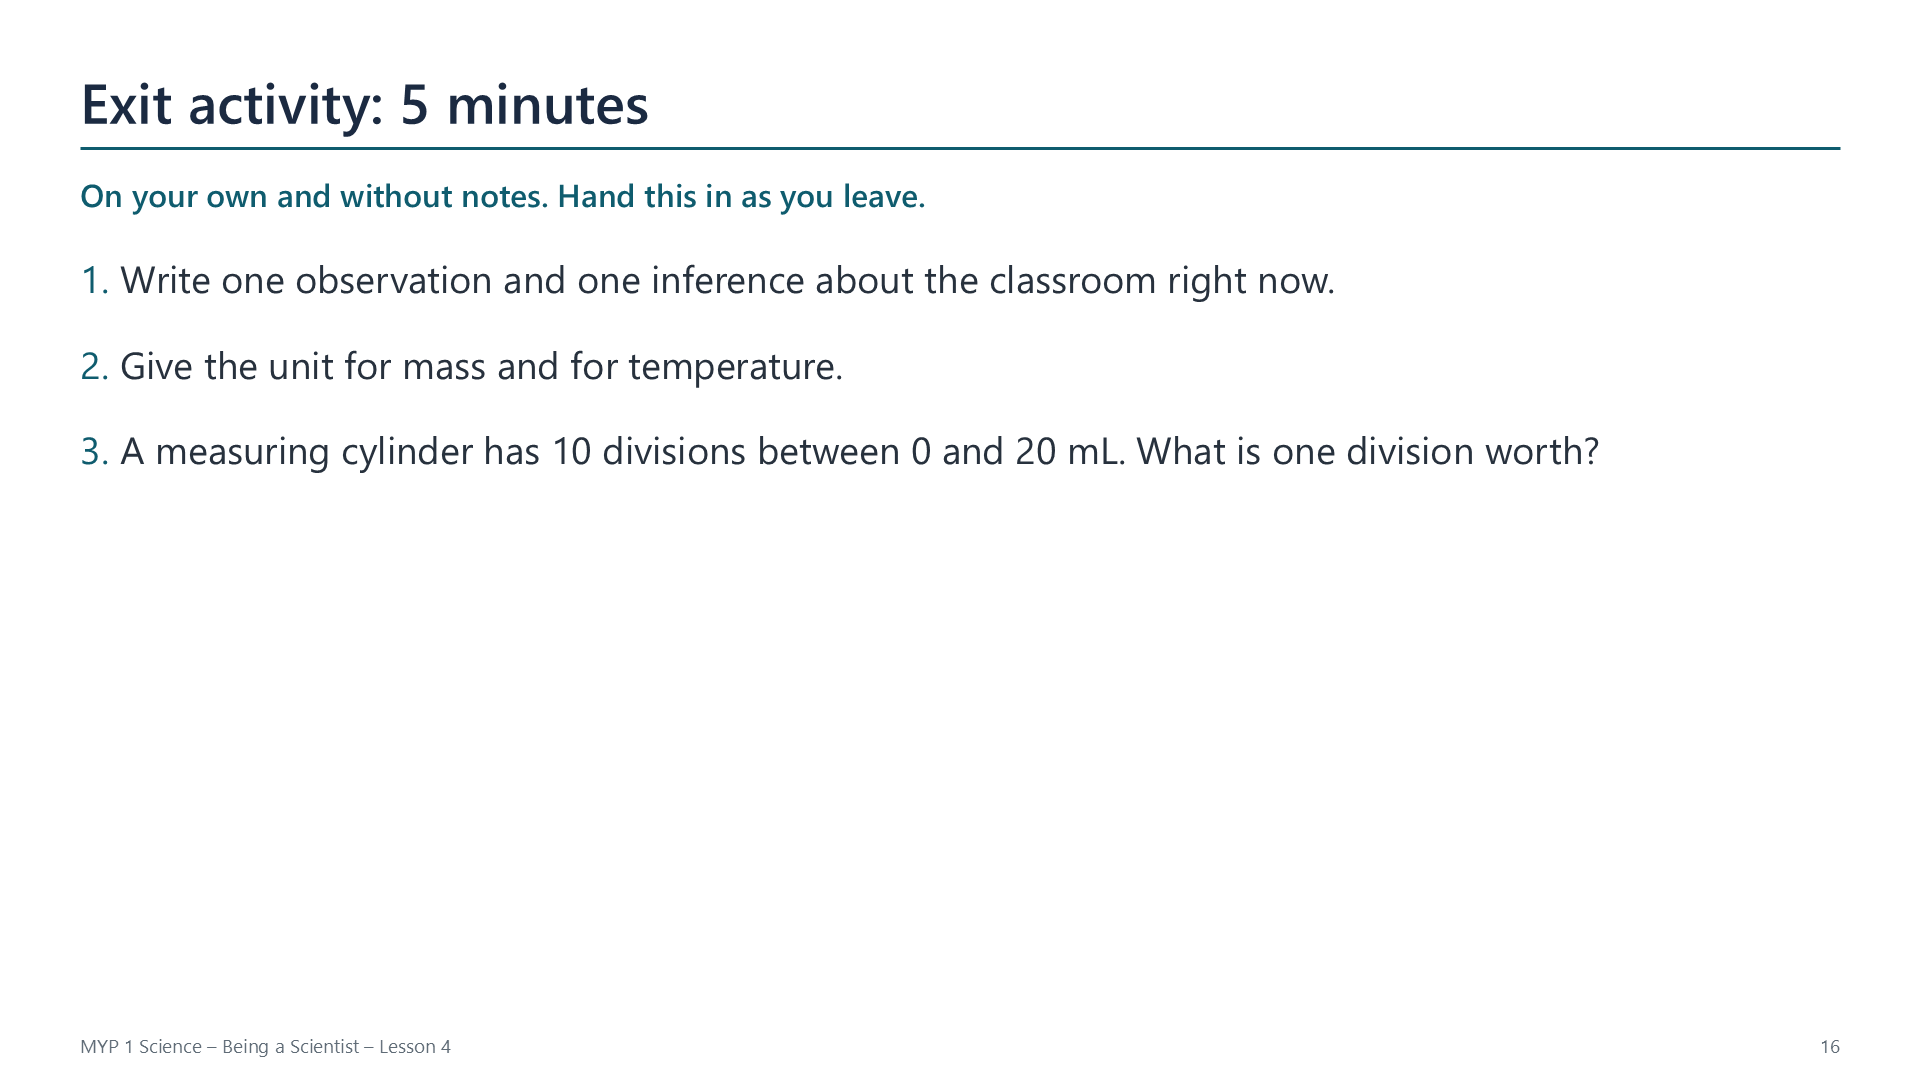 Exit activity: 5 minutes
On your own and without notes. Hand this in as you leave.
1. Write one observation and one inference about the classroom right now.
2. Give the unit for mass and for temperature.
3. A measuring cylinder has 10 divisions between 0 and 20 mL. What is one division worth?
MYP 1 Science – Being a Scientist – Lesson 4
16